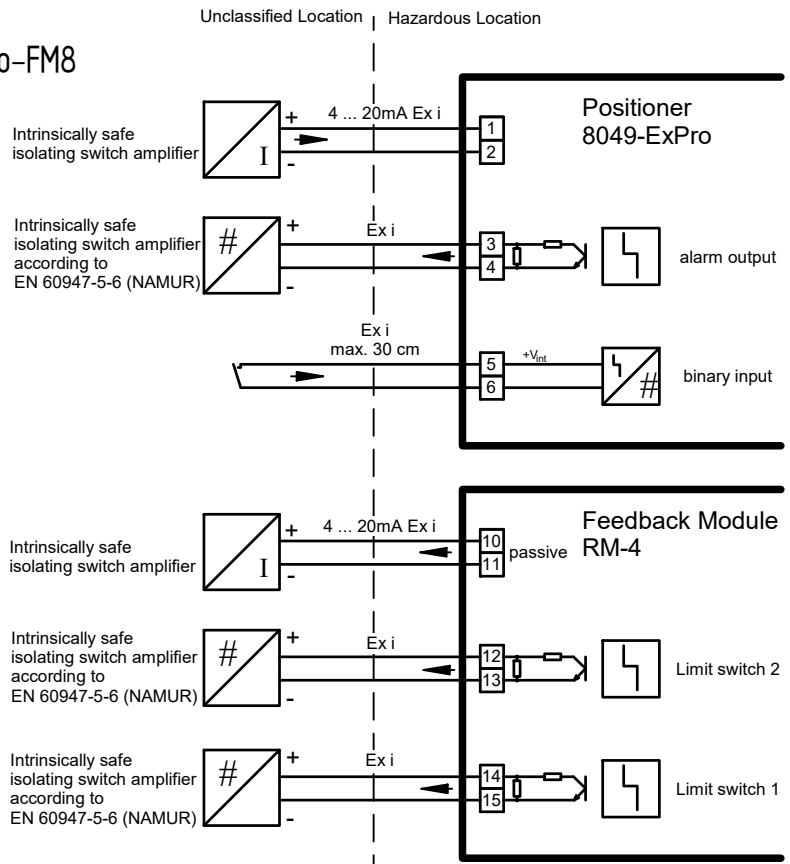 Unclassified Location
Hazardous Location
o-FM8
Intrinsically safe
isolating switch amplifier
+
-
I
4 ... 20mA Ex i
1
2
Positioner
8049-ExPro
Intrinsically safe
isolating switch amplifier
according to
EN 60947-5-6 (NAMUR)
#
+
-
Ex i
3
4
alarm output
Ex i
max. 30 cm
5
6
+Vint
#
binary input
Intrinsically safe
isolating switch amplifier
I
+
-
4 ... 20mA Ex i
10
11
passive
Feedback Module
RM-4
Intrinsically safe
isolating switch amplifier
according to
EN 60947-5-6 (NAMUR)
#
+
-
Ex i
12
13
Limit switch 2
Intrinsically safe
isolating switch amplifier
according to
EN 60947-5-6 (NAMUR)
#
+
-
Ex i
14
15
Limit switch 1